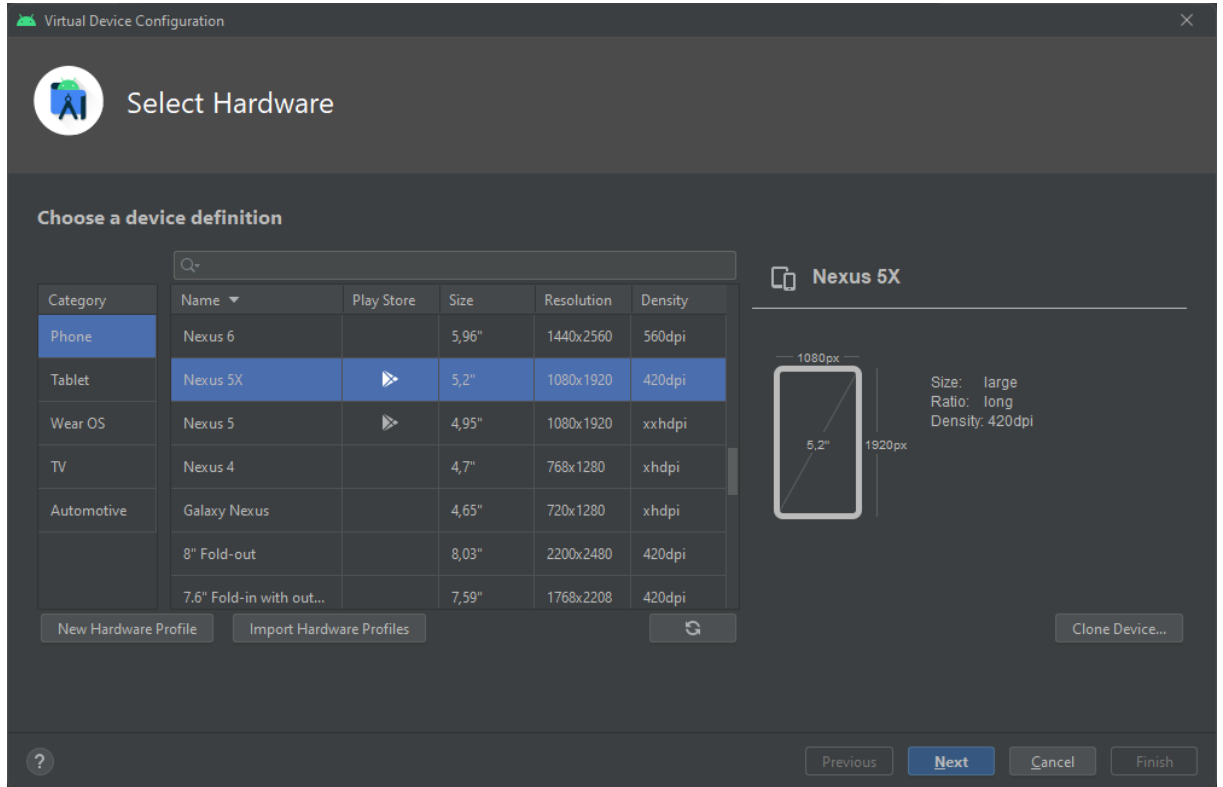 Virtual Device Configuration
Select Hardware
Choose a device definition
Category
Phone
Tablet
Wear OS
TV
Automotive
Name Play Store Size Resolution Density
Nexus 6 5,96" 1440x2560 560dpi
Nexus 5X 5,2" 1080x1920 420dpi
Nexus 5 4,95" 1080x1920 xxhdpi
Nexus 4 4,7" 768x1280 xhdpi
Galaxy Nexus 4,65" 720x1280 xhdpi
8" Fold-out 8,03" 2200x2480 420dpi
7.6" Fold-in with out... 7,59" 1768x2208 420dpi
New Hardware Profile Import Hardware Profiles
Nexus 5X
1080px
5,2"
1920px
Size: large
Ratio: long
Density: 420dpi
Clone Device...
? Previous Next Cancel Finish